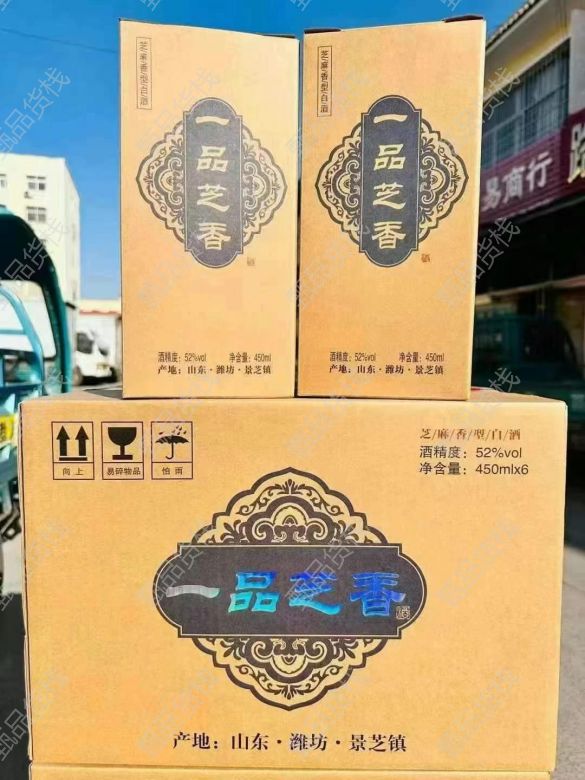 芝麻香型白酒
一品芝香
酒精度：52%vol 净含量：450ml
产地：山东·潍坊·景芝镇
芝麻香型白酒
一品芝香
酒精度：52%vol 净含量：450ml
产地：山东·潍坊·景芝镇
易商行
向上
易碎物品
怕雨
芝/麻/香/型/白/酒
酒精度：52%vol
净含量：450mlx6
一品芝香
产地：山东·潍坊·景芝镇
甄品货栈